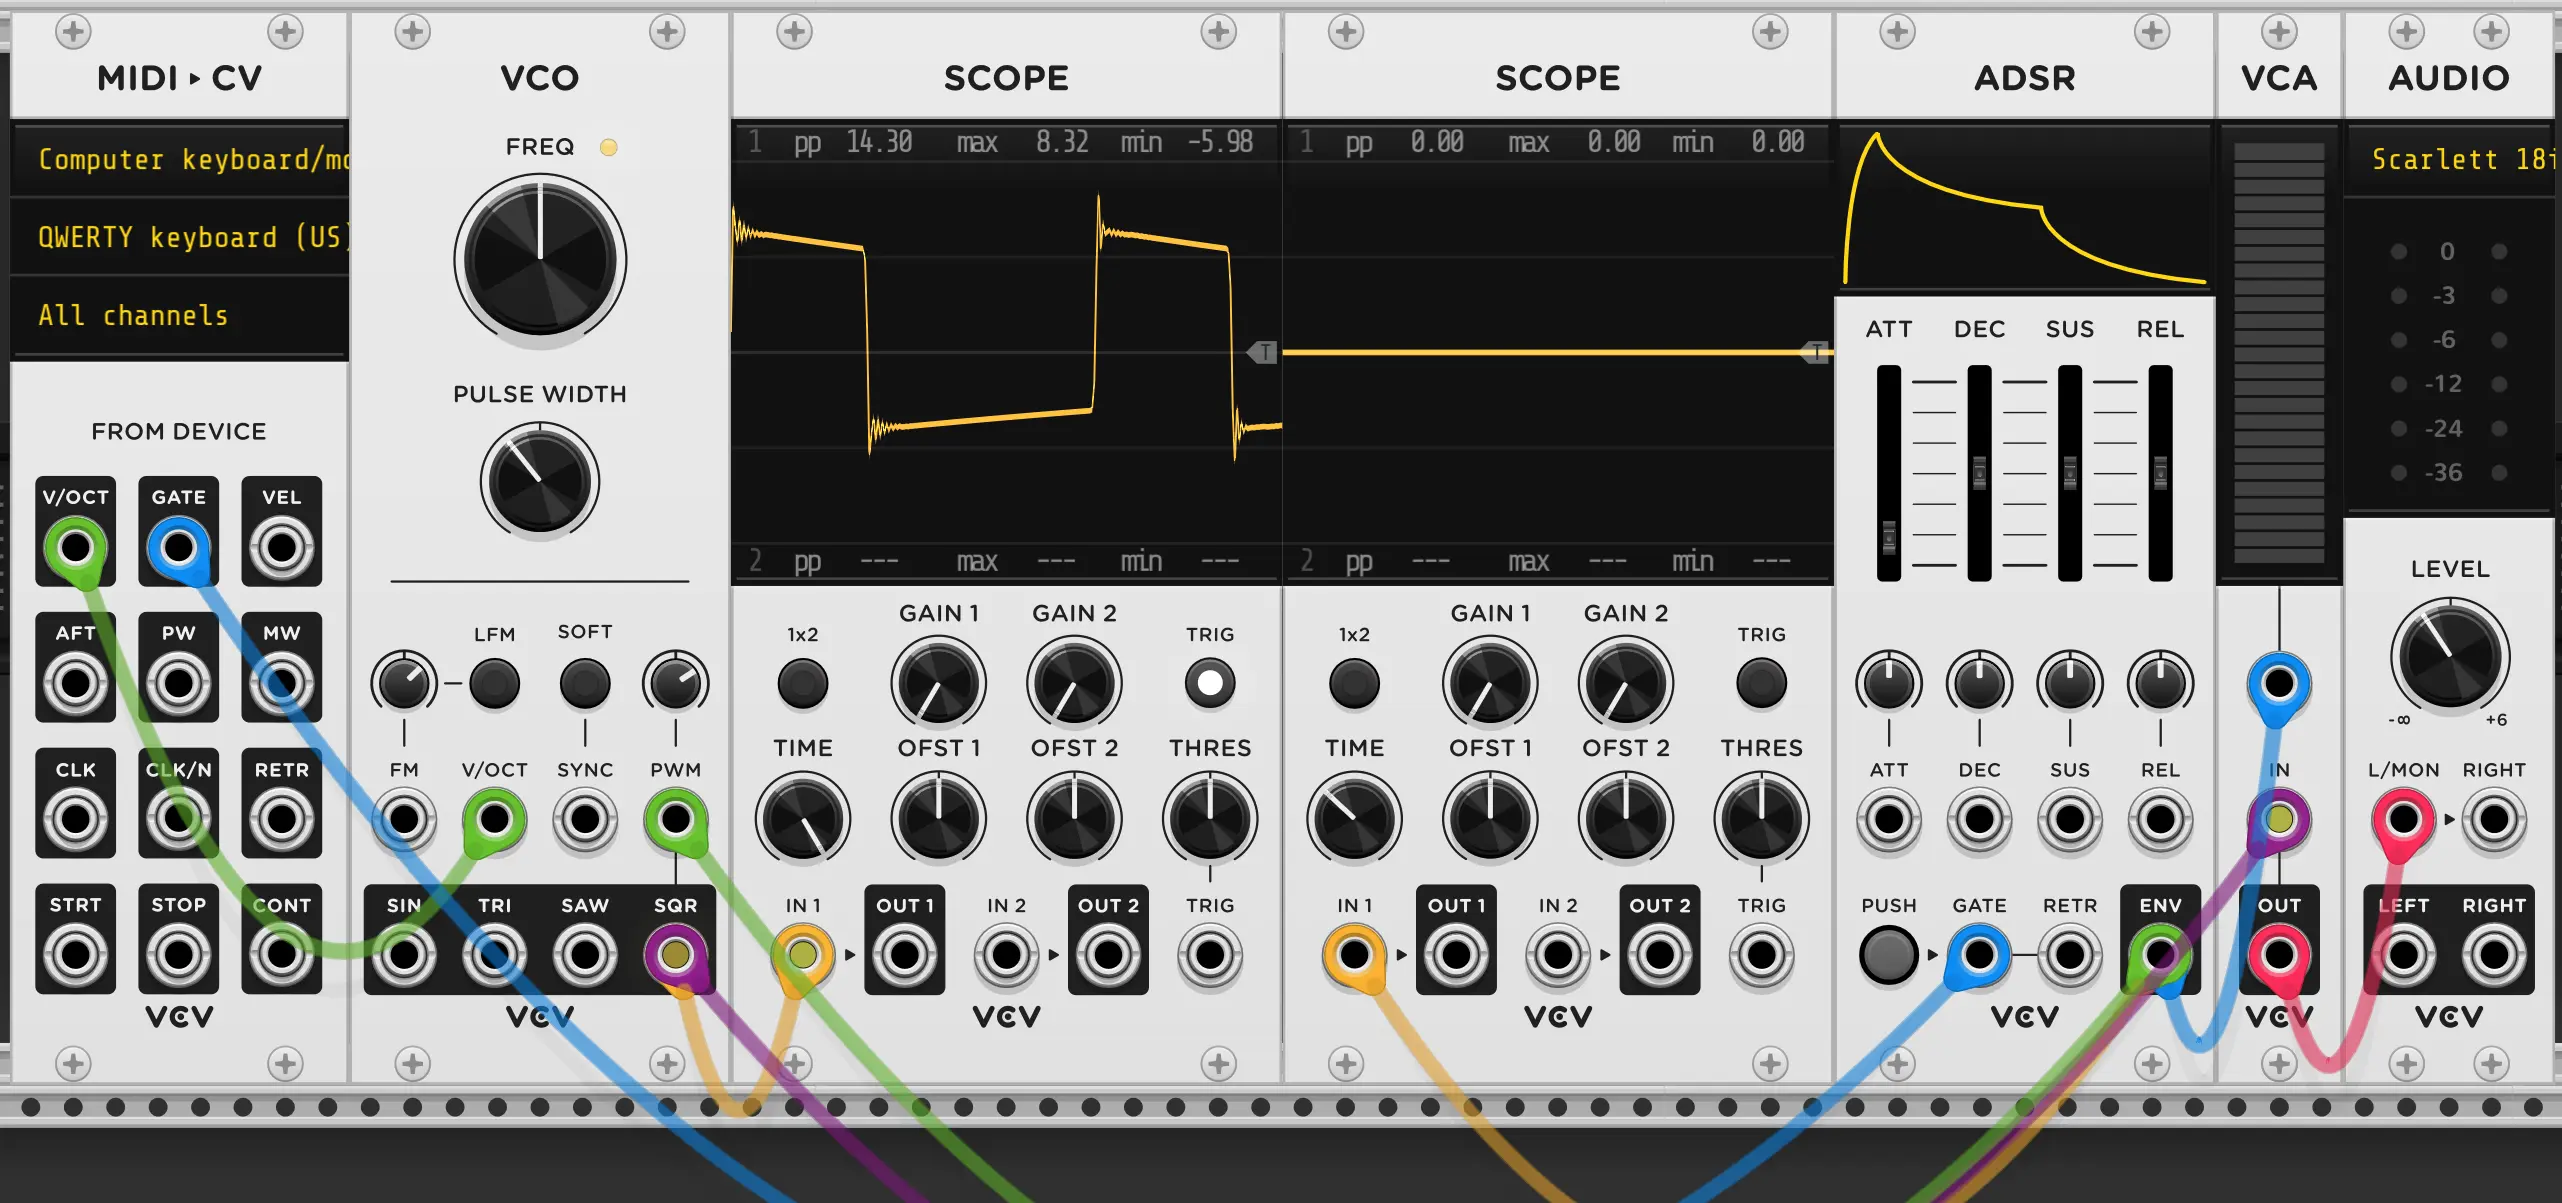 MIDI ▸ CV
Computer keyboard/mo
QWERTY keyboard (US)
All channels
FROM DEVICE
V/OCT GATE VEL
AFT PW MW
CLK CLK/N RETR
STRT STOP CONT
VCV
VCO
FREQ
PULSE WIDTH
LFM SOFT
FM V/OCT SYNC PWM
SIN TRI SAW SQR
VCV
SCOPE
1 pp 14.30 max 8.32 min -5.98
T
2 pp --- max --- min ---
GAIN 1 GAIN 2
1x2 TRIG
TIME OFST 1 OFST 2 THRES
IN 1 OUT 1 IN 2 OUT 2 TRIG
VCV
SCOPE
1 pp 0.00 max 0.00 min 0.00
T
2 pp --- max --- min ---
GAIN 1 GAIN 2
1x2 TRIG
TIME OFST 1 OFST 2 THRES
IN 1 OUT 1 IN 2 OUT 2 TRIG
VCV
ADSR
ATT DEC SUS REL
ATT DEC SUS REL
PUSH GATE RETR ENV
VCV
VCA
IN
OUT
VCV
AUDIO
Scarlett 18i
0
-3
-6
-12
-24
-36
LEVEL
-∞ +6
L/MON RIGHT
LEFT RIGHT
VCV